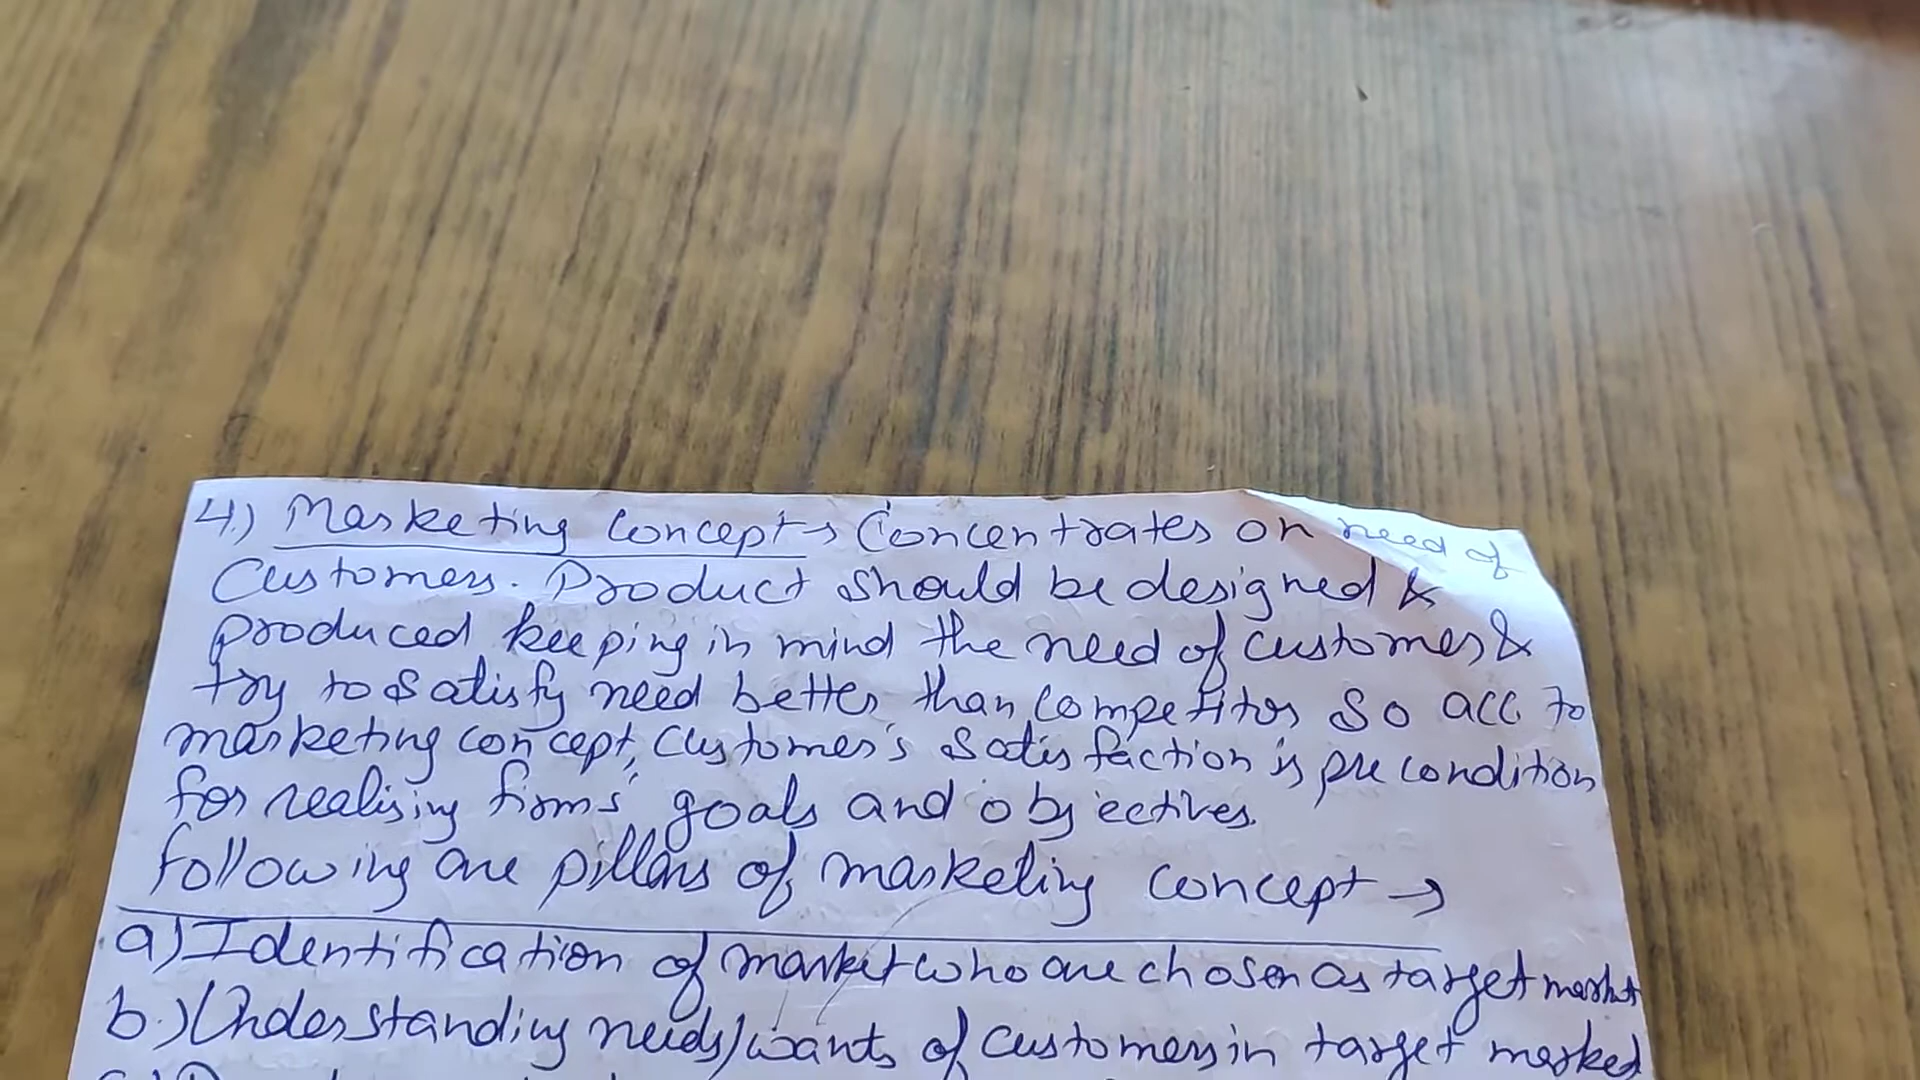 4.) Marketing Concept → Concentrates on need of
Customers. Product should be designed &
produced keeping in mind the need of customer &
try to satisfy need better than competitor So acc to
marketing concept, Customer's Satisfaction is pre condition
for realising firms' goals and objectives.
following are pillars of marketing concept →
a) Identification of market who are chosen as target market
b.) Understanding needs/wants of customers in target market